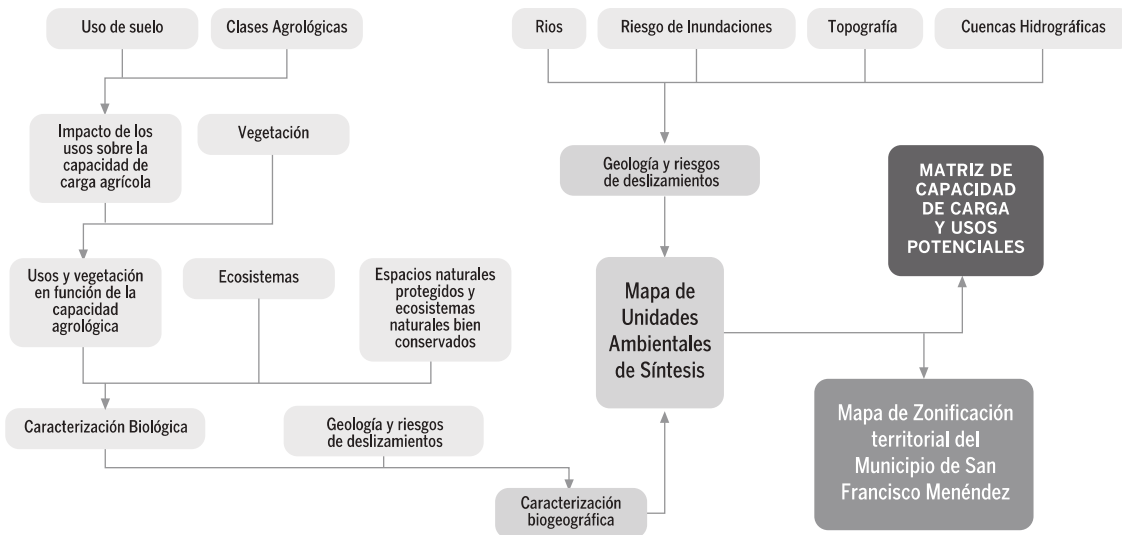 Uso de suelo
Clases Agrológicas
Rios
Riesgo de Inundaciones
Topografía
Cuencas Hidrográficas
Impacto de los
usos sobre la
capacidad de
carga agrícola
Vegetación
Geología y riesgos
de deslizamientos
MATRIZ DE
CAPACIDAD
DE CARGA
Y USOS
POTENCIALES
Usos y vegetación
en función de la
capacidad
agrológica
Ecosistemas
Espacios naturales
protegidos y
ecosistemas
naturales bien
conservados
Mapa de
Unidades
Ambientales
de Síntesis
Caracterización Biológica
Geología y riesgos
de deslizamientos
Mapa de Zonificación
territorial del
Municipio de San
Francisco Menéndez
Caracterización
biogeográfica